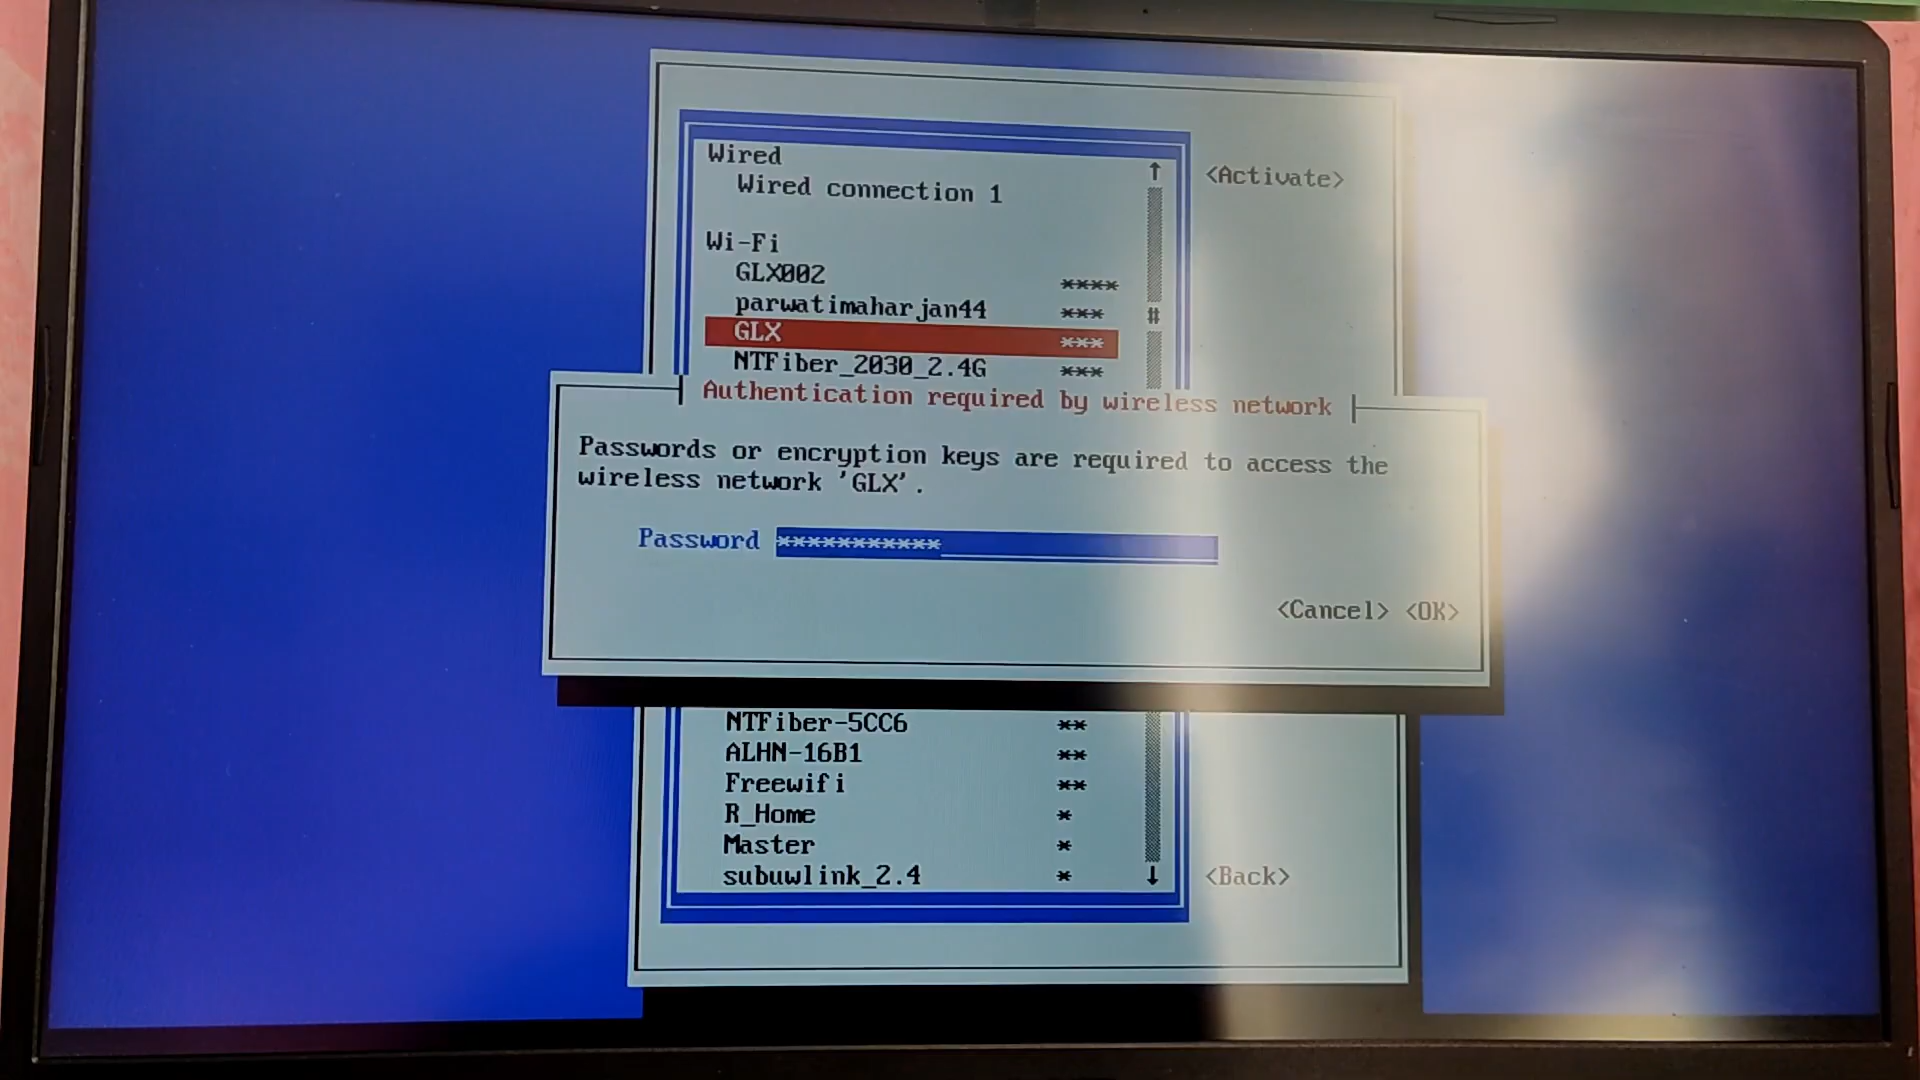 Wired
Wired connection 1
<Activate>
Wi-Fi
GLX002 ****
parwatimaharjan44 ***
GLX ***
NTFiber_2030_2.4G ***
Authentication required by wireless network
Passwords or encryption keys are required to access the
wireless network 'GLX'.
Password ***********
<Cancel> <OK>
NTFiber-5CC6 **
ALHN-16B1 **
Freewifi **
R_Home *
Master *
subuwlink_2.4 *
<Back>